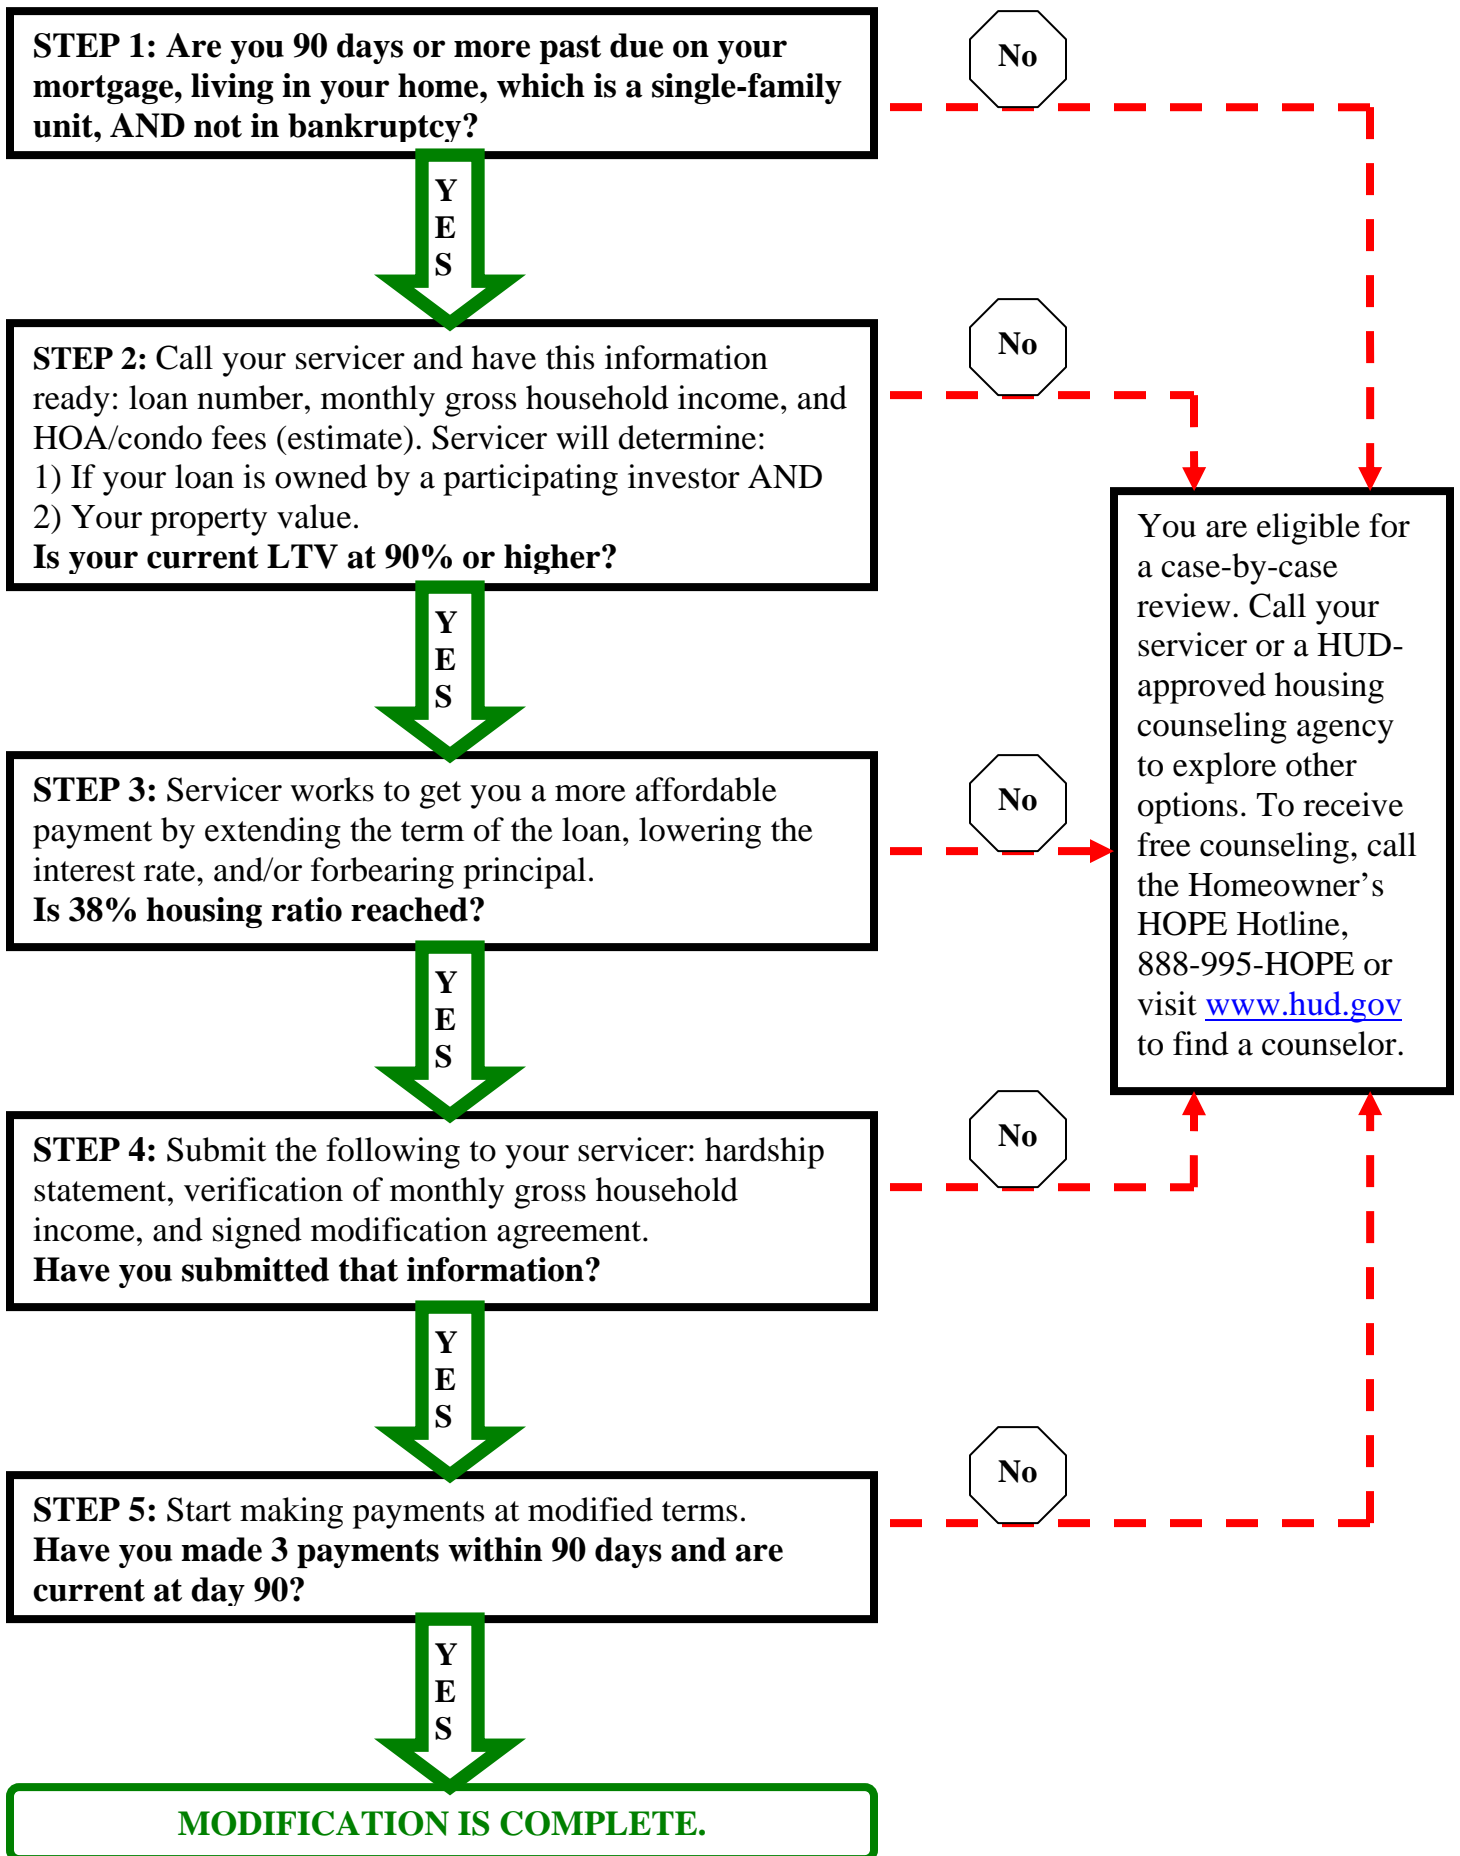 STEP 1: Are you 90 days or more past due on your
mortgage, living in your home, which is a single-family
unit, AND not in bankruptcy?
No
Y
E
S
STEP 2: Call your servicer and have this information
ready: loan number, monthly gross household income, and
HOA/condo fees (estimate). Servicer will determine:
1) If your loan is owned by a participating investor AND
2) Your property value.
Is your current LTV at 90% or higher?
No
Y
E
S
STEP 3: Servicer works to get you a more affordable
payment by extending the term of the loan, lowering the
interest rate, and/or forbearing principal.
Is 38% housing ratio reached?
No
Y
E
S
STEP 4: Submit the following to your servicer: hardship
statement, verification of monthly gross household
income, and signed modification agreement.
Have you submitted that information?
No
Y
E
S
STEP 5: Start making payments at modified terms.
Have you made 3 payments within 90 days and are
current at day 90?
No
Y
E
S
MODIFICATION IS COMPLETE.
You are eligible for
a case-by-case
review. Call your
servicer or a HUD-
approved housing
counseling agency
to explore other
options. To receive
free counseling, call
the Homeowner’s
HOPE Hotline,
888-995-HOPE or
visit www.hud.gov
to find a counselor.